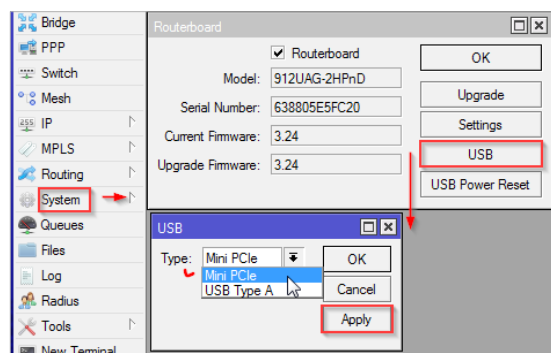 Bridge
PPP
Switch
Mesh
255 IP
MPLS
Routing
System
Queues
Files
Log
Radius
Tools
New Terminal
Routerboard
Routerboard
Model: 912UAG-2HPnD
Serial Number: 638805E5FC20
Current Firmware: 3.24
Upgrade Firmware: 3.24
OK
Upgrade
Settings
USB
USB Power Reset
USB
Type: Mini PCIe
Mini PCIe
USB Type A
OK
Cancel
Apply